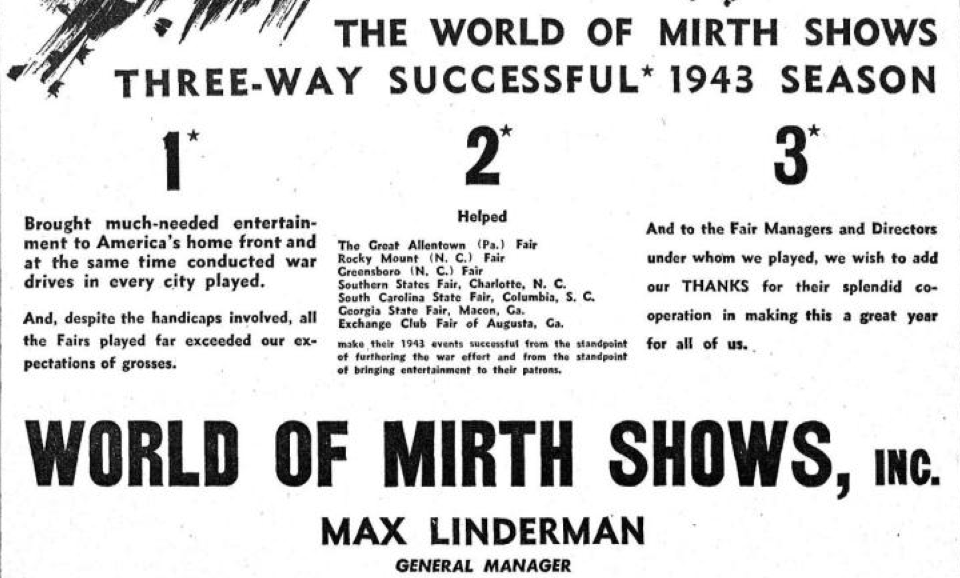 THE WORLD OF MIRTH SHOWS
THREE-WAY SUCCESSFUL* 1943 SEASON
1*
Brought much-needed entertain-
ment to America's home front and
at the same time conducted war
drives in every city played.
And, despite the handicaps involved, all
the Fairs played far exceeded our ex-
pectations of grosses.
2*
Helped
The Great Allentown (Pa.) Fair
Rocky Mount (N. C.) Fair
Greensboro (N. C.) Fair
Southern States Fair, Charlotte, N. C.
South Carolina State Fair, Columbia, S. C.
Georgia State Fair, Macon, Ga.
Exchange Club Fair of Augusta, Ga.
make their 1943 events successful from the standpoint
of furthering the war effort and from the standpoint
of bringing entertainment to their patrons.
3*
And to the Fair Managers and Directors
under whom we played, we wish to add
our THANKS for their splendid co-
operation in making this a great year
for all of us.
WORLD OF MIRTH SHOWS, INC.
MAX LINDERMAN
GENERAL MANAGER